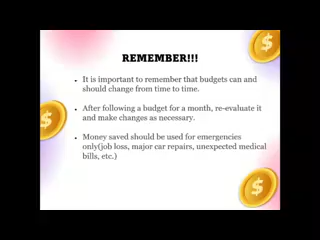 REMEMBER!!!
It is important to remember that budgets can and
should change from time to time.
After following a budget for a month, re-evaluate it
and make changes as necessary.
Money saved should be used for emergencies
only(job loss, major car repairs, unexpected medical
bills, etc.)
$
$
$